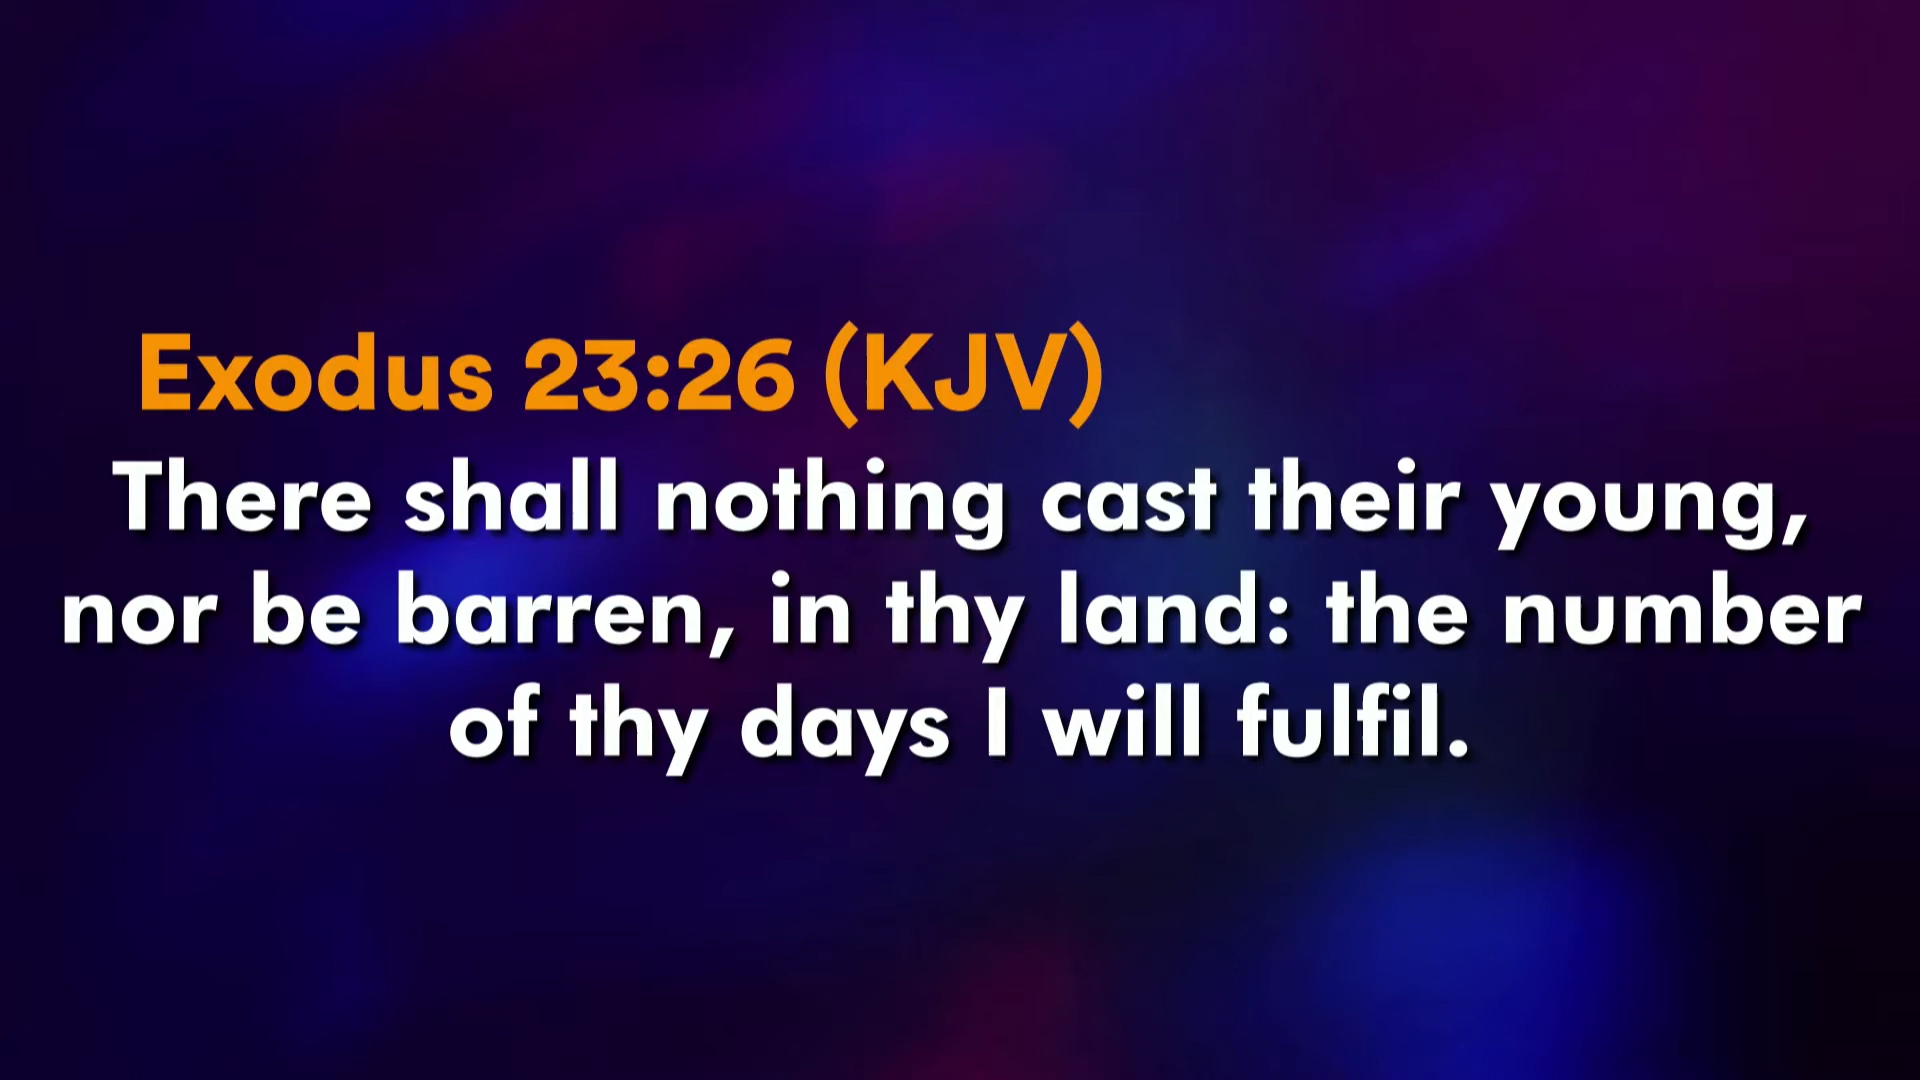 Exodus 23:26 (KJV)
There shall nothing cast their young,
nor be barren, in thy land: the number
of thy days I will fulfil.